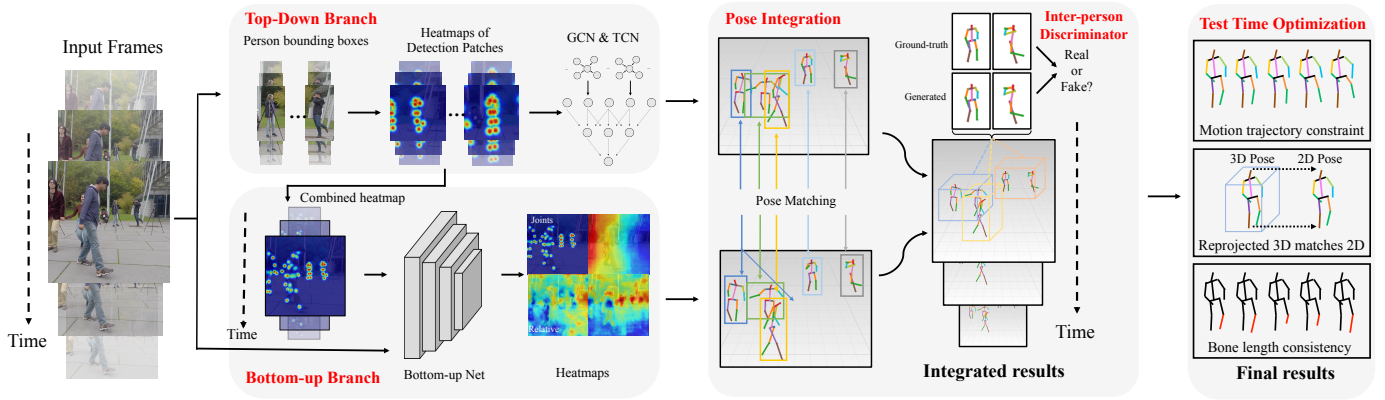 Input Frames
Time
Top-Down Branch
Person bounding boxes
Heatmaps of
Detection Patches
GCN & TCN
...
...
Combined heatmap
Time
Bottom-up Branch
Bottom-up Net
Joints
Relative
Heatmaps
Pose Integration
Pose Matching
Ground-truth
Generated
Inter-person
Discriminator
Real
or
Fake?
Time
Integrated results
Test Time Optimization
Motion trajectory constraint
3D Pose
2D Pose
Reprojected 3D matches 2D
Bone length consistency
Final results